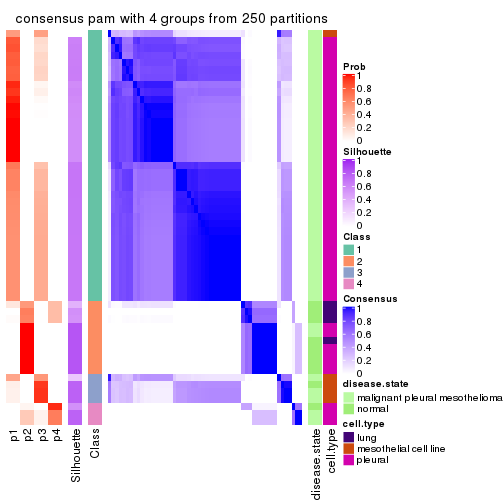 consensus pam with 4 groups from 250 partitions
Prob
1
0.8
0.6
0.4
0.2
0
Silhouette
1
0.8
0.6
0.4
0.2
0
Class
1
2
3
4
Consensus
1
0.8
0.6
0.4
0.2
0
disease.state
malignant pleural mesothelioma
normal
cell.type
lung
mesothelial cell line
pleural
p1
p2
p3
p4
Silhouette
Class
disease.state
cell.type